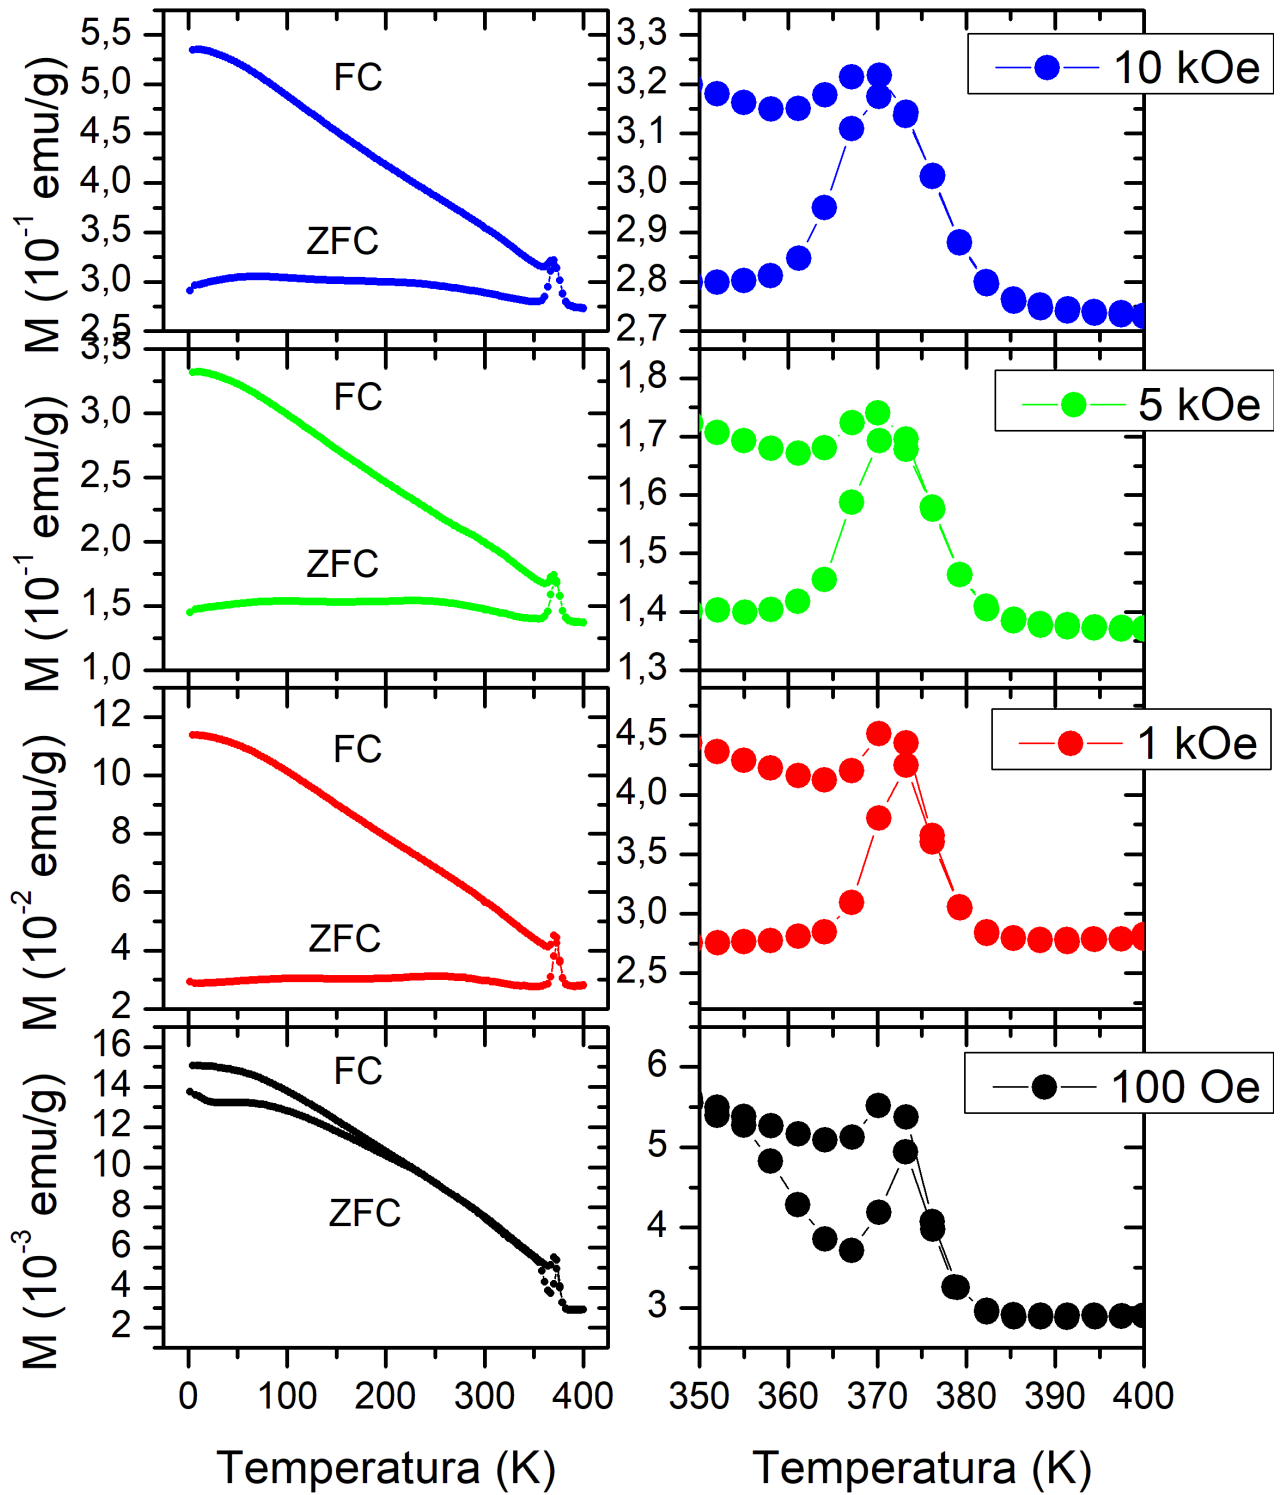 5,5
5,0
4,5
4,0
3,5
3,0
2,5
M (10⁻¹ emu/g)
FC
ZFC
3,3
3,2
3,1
3,0
2,9
2,8
2,7
10 kOe
3,5
3,0
2,5
2,0
1,5
1,0
M (10⁻¹ emu/g)
FC
ZFC
1,8
1,7
1,6
1,5
1,4
1,3
5 kOe
12
10
8
6
4
2
M (10⁻² emu/g)
FC
ZFC
4,5
4,0
3,5
3,0
2,5
1 kOe
16
14
12
10
8
6
4
2
M (10⁻³ emu/g)
FC
ZFC
6
5
4
3
100 Oe
0 100 200 300 400
350 360 370 380 390 400
Temperatura (K)
Temperatura (K)